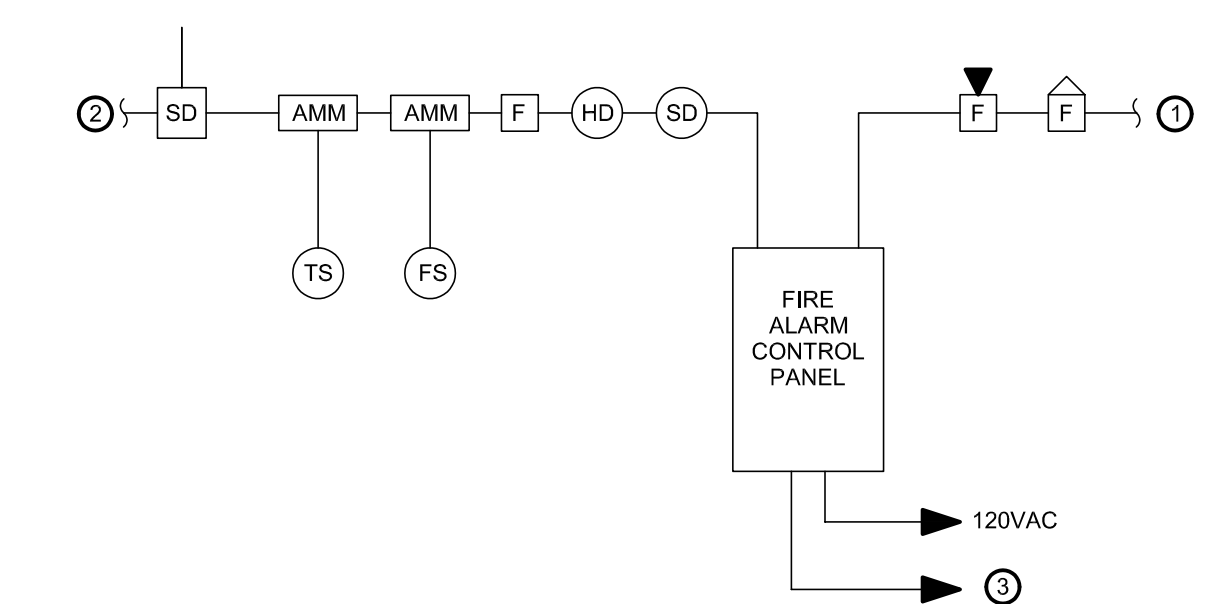 2 SD AMM AMM F HD SD F F 1
TS FS
FIRE
ALARM
CONTROL
PANEL
120VAC
3